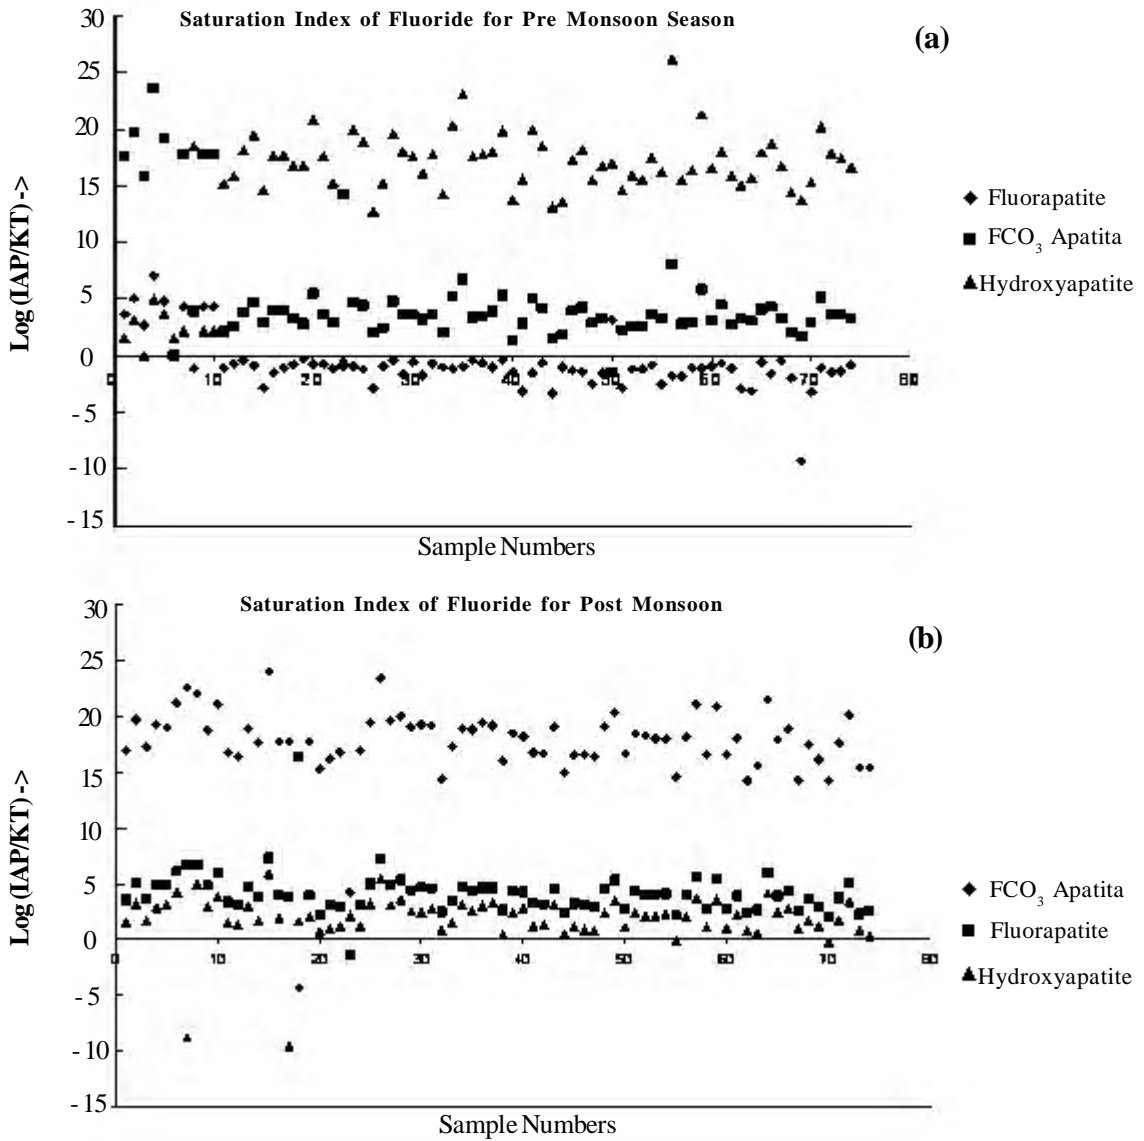 Saturation Index of Fluoride for Pre Monsoon Season
(a)
30
25
20
15
10
5
0
-5
-10
-15
0 10 20 30 40 50 60 70 80
Log (IAP/KT) ->
Sample Numbers
Fluorapatite
FCO3 Apatita
Hydroxyapatite
Saturation Index of Fluoride for Post Monsoon
(b)
30
25
20
15
10
5
0
-5
-10
-15
0 10 20 30 40 50 60 70 80
Log (IAP/KT) ->
Sample Numbers
FCO3 Apatita
Fluorapatite
Hydroxyapatite